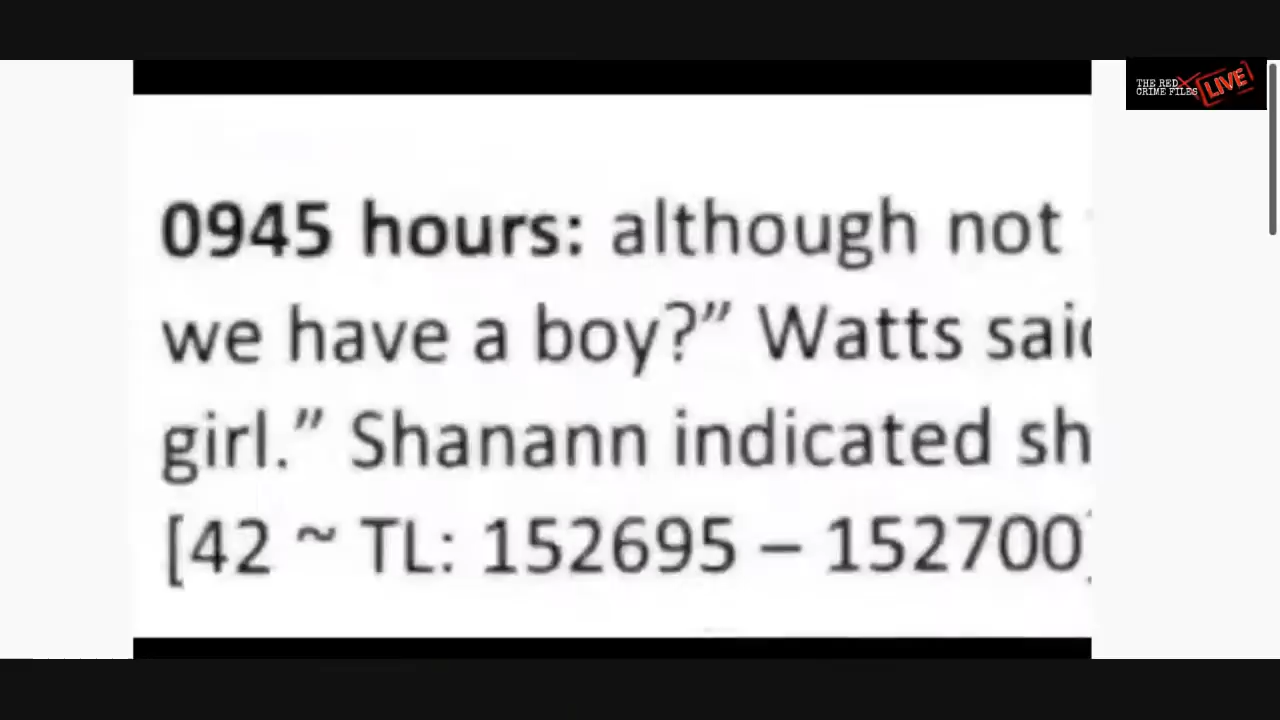 THE RED
CRIME FILES
LIVE
0945 hours: although not
we have a boy?” Watts said
girl.” Shanann indicated sh
[42 ~ TL: 152695 – 152700]